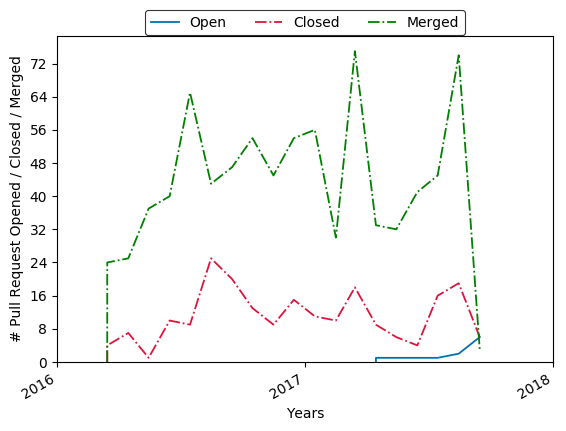 Open Closed Merged
# Pull Request Opened / Closed / Merged
72
64
56
48
40
32
24
16
8
0
2016 2017 2018
Years